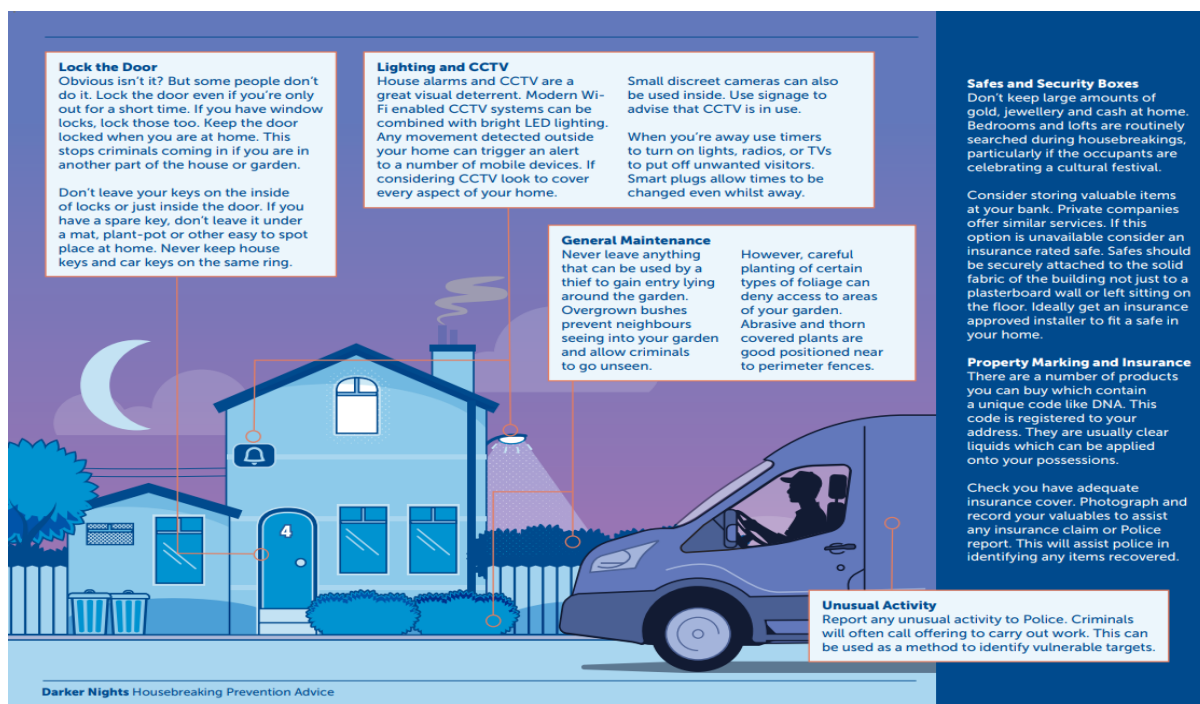 Lock the Door
Obvious isn't it? But some people don't
do it. Lock the door even if you're only
out for a short time. If you have window
locks, lock those too. Keep the door
locked when you are at home. This
stops criminals coming in if you are in
another part of the house or garden.
Don't leave your keys on the inside
of locks or just inside the door. If you
have a spare key, don't leave it under
a mat, plant-pot or other easy to spot
place at home. Never keep house
keys and car keys on the same ring.
Lighting and CCTV
House alarms and CCTV are a
great visual deterrent. Modern Wi-
Fi enabled CCTV systems can be
combined with bright LED lighting.
Any movement detected outside
your home can trigger an alert
to a number of mobile devices. If
considering CCTV look to cover
every aspect of your home.
Small discreet cameras can also
be used inside. Use signage to
advise that CCTV is in use.
When you're away use timers
to turn on lights, radios, or TVs
to put off unwanted visitors.
Smart plugs allow times to be
changed even whilst away.
General Maintenance
Never leave anything
that can be used by a
thief to gain entry lying
around the garden.
Overgrown bushes
prevent neighbours
seeing into your garden
and allow criminals
to go unseen.
However, careful
planting of certain
types of foliage can
deny access to areas
of your garden.
Abrasive and thorn
covered plants are
good positioned near
to perimeter fences.
4
Unusual Activity
Report any unusual activity to Police. Criminals
will often call offering to carry out work. This can
be used as a method to identify vulnerable targets.
Safes and Security Boxes
Don't keep large amounts of
gold, jewellery and cash at home.
Bedrooms and lofts are routinely
searched during housebreakings,
particularly if the occupants are
celebrating a cultural festival.
Consider storing valuable items
at your bank. Private companies
offer similar services. If this
option is unavailable consider an
insurance rated safe. Safes should
be securely attached to the solid
fabric of the building not just to a
plasterboard wall or left sitting on
the floor. Ideally get an insurance
approved installer to fit a safe in
your home.
Property Marking and Insurance
There are a number of products
you can buy which contain
a unique code like DNA. This
code is registered to your
address. They are usually clear
liquids which can be applied
onto your possessions.
Check you have adequate
insurance cover. Photograph and
record your valuables to assist
any insurance claim or Police
report. This will assist police in
identifying any items recovered.
Darker Nights Housebreaking Prevention Advice